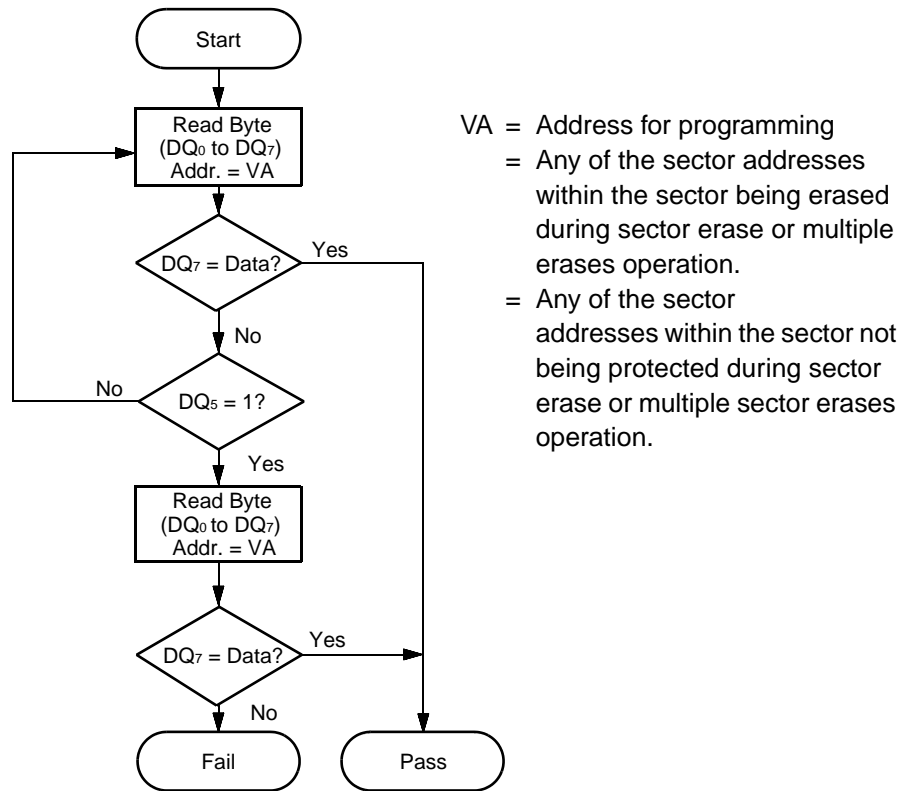 Start
Read Byte
(DQ0 to DQ7)
Addr. = VA
DQ7 = Data?
Yes
No
DQ5 = 1?
No
Yes
Read Byte
(DQ0 to DQ7)
Addr. = VA
DQ7 = Data?
Yes
No
Fail
Pass
VA = Address for programming
= Any of the sector addresses
within the sector being erased
during sector erase or multiple
erases operation.
= Any of the sector
addresses within the sector not
being protected during sector
erase or multiple sector erases
operation.